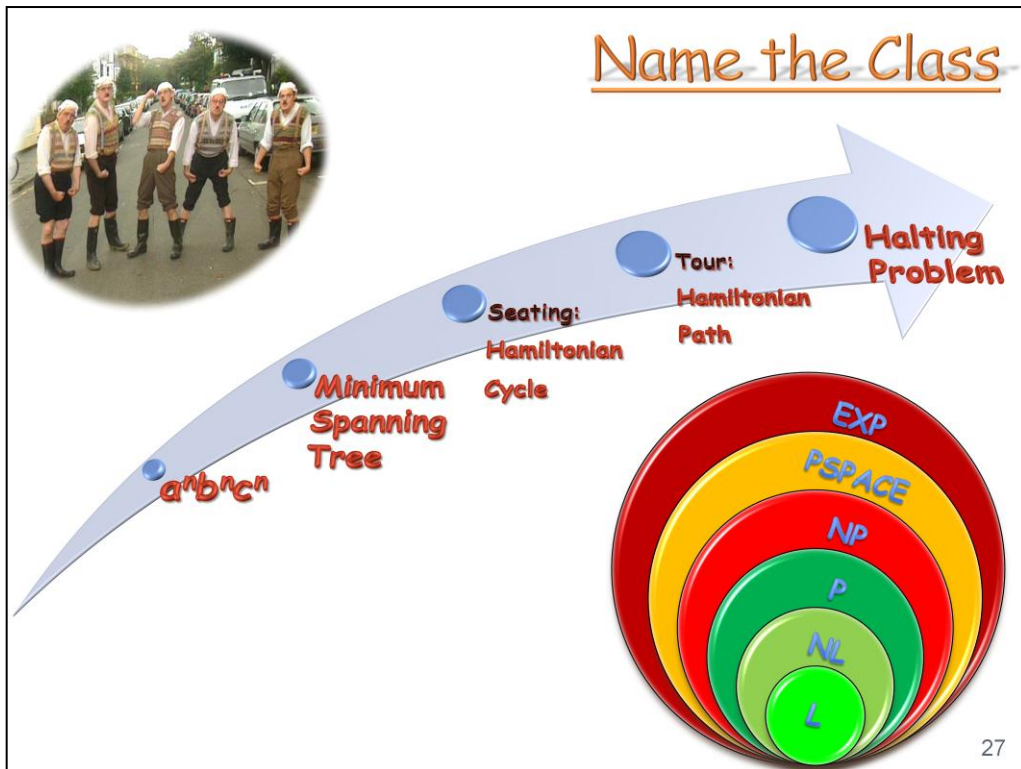 Name the Class
Halting
Problem
Tour:
Hamiltonian
Path
Seating:
Hamiltonian
Cycle
Minimum
Spanning
Tree
aⁿbⁿcⁿ
EXP
PSPACE
NP
P
NL
L
27